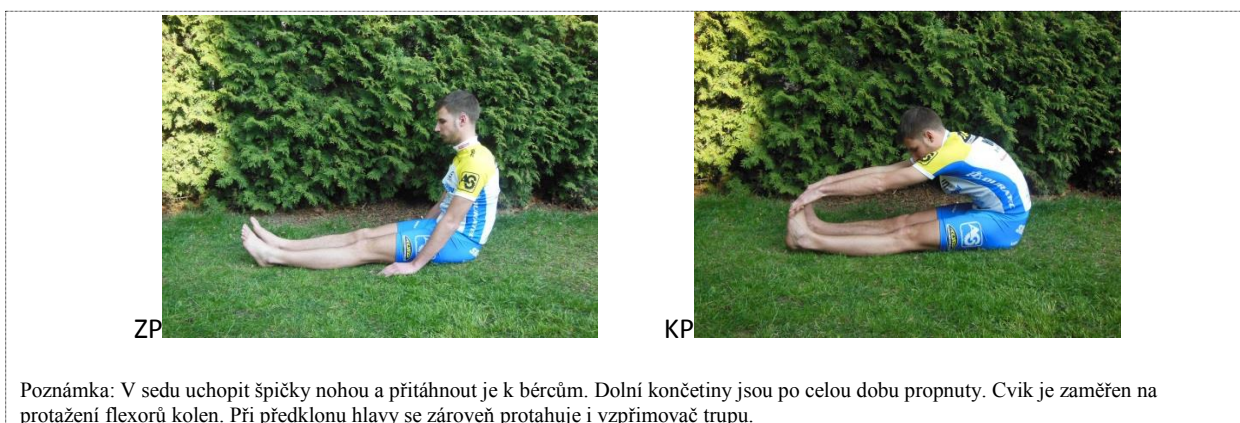 ZP
KP
Poznámka: V sedu uchopit špičky nohou a přitáhnout je k bércům. Dolní končetiny jsou po celou dobu propnuty. Cvik je zaměřen na
protažení flexorů kolen. Při předklonu hlavy se zároveň protahuje i vzpřimovač trupu.